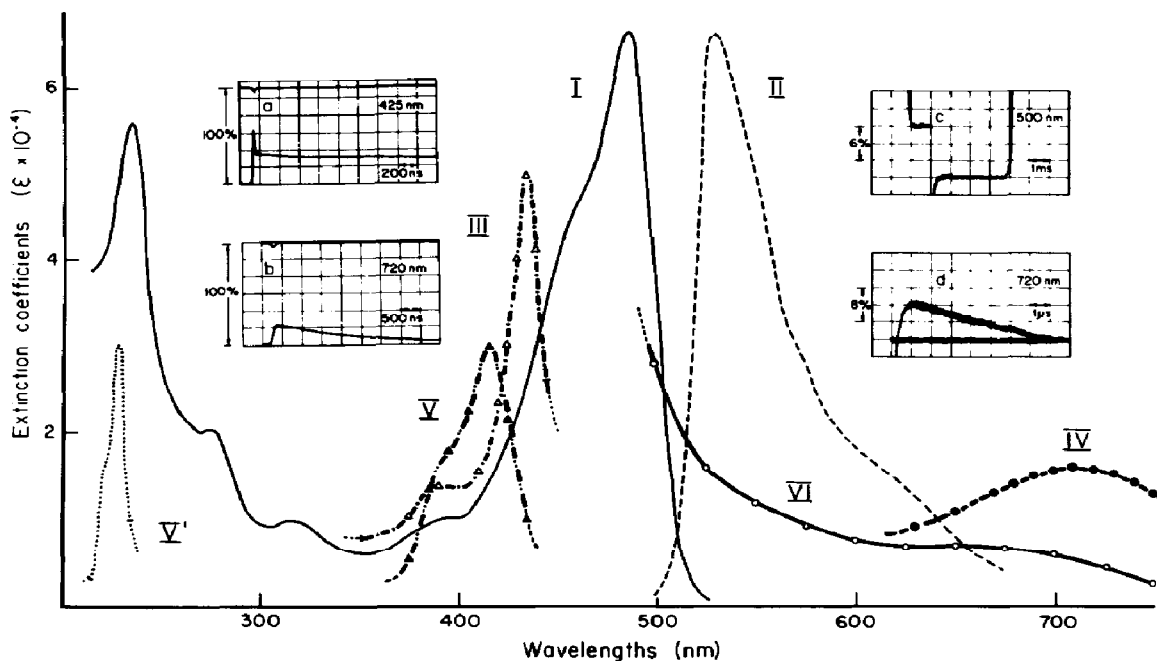 Extinction coefficients (ε × 10⁻⁴)
6
4
2
300
400
500
600
700
Wavelengths (nm)
I
II
III
IV
V
V'
VI
a
425 nm
100%
200 ns
b
720 nm
100%
500 ns
c
500 nm
6%
1ms
d
720 nm
8%
1μs